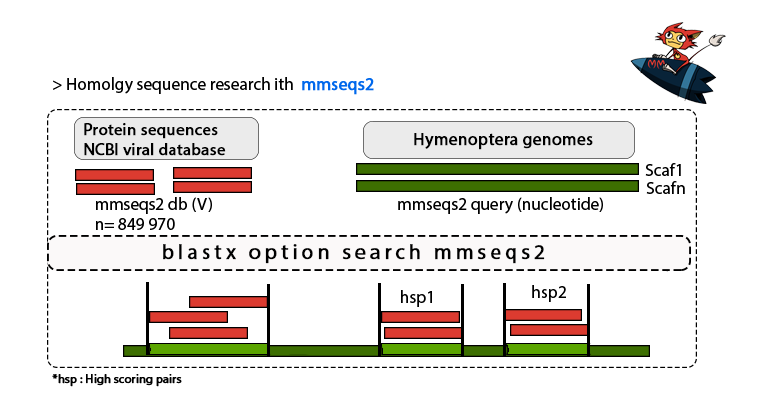 > Homolgy sequence research ith mmseqs2
MM
Protein sequences
NCBI viral database
Hymenoptera genomes
Scaf1
Scafn
mmseqs2 db (V)
n= 849 970
mmseqs2 query (nucleotide)
blastx option search mmseqs2
hsp1
hsp2
*hsp : High scoring pairs